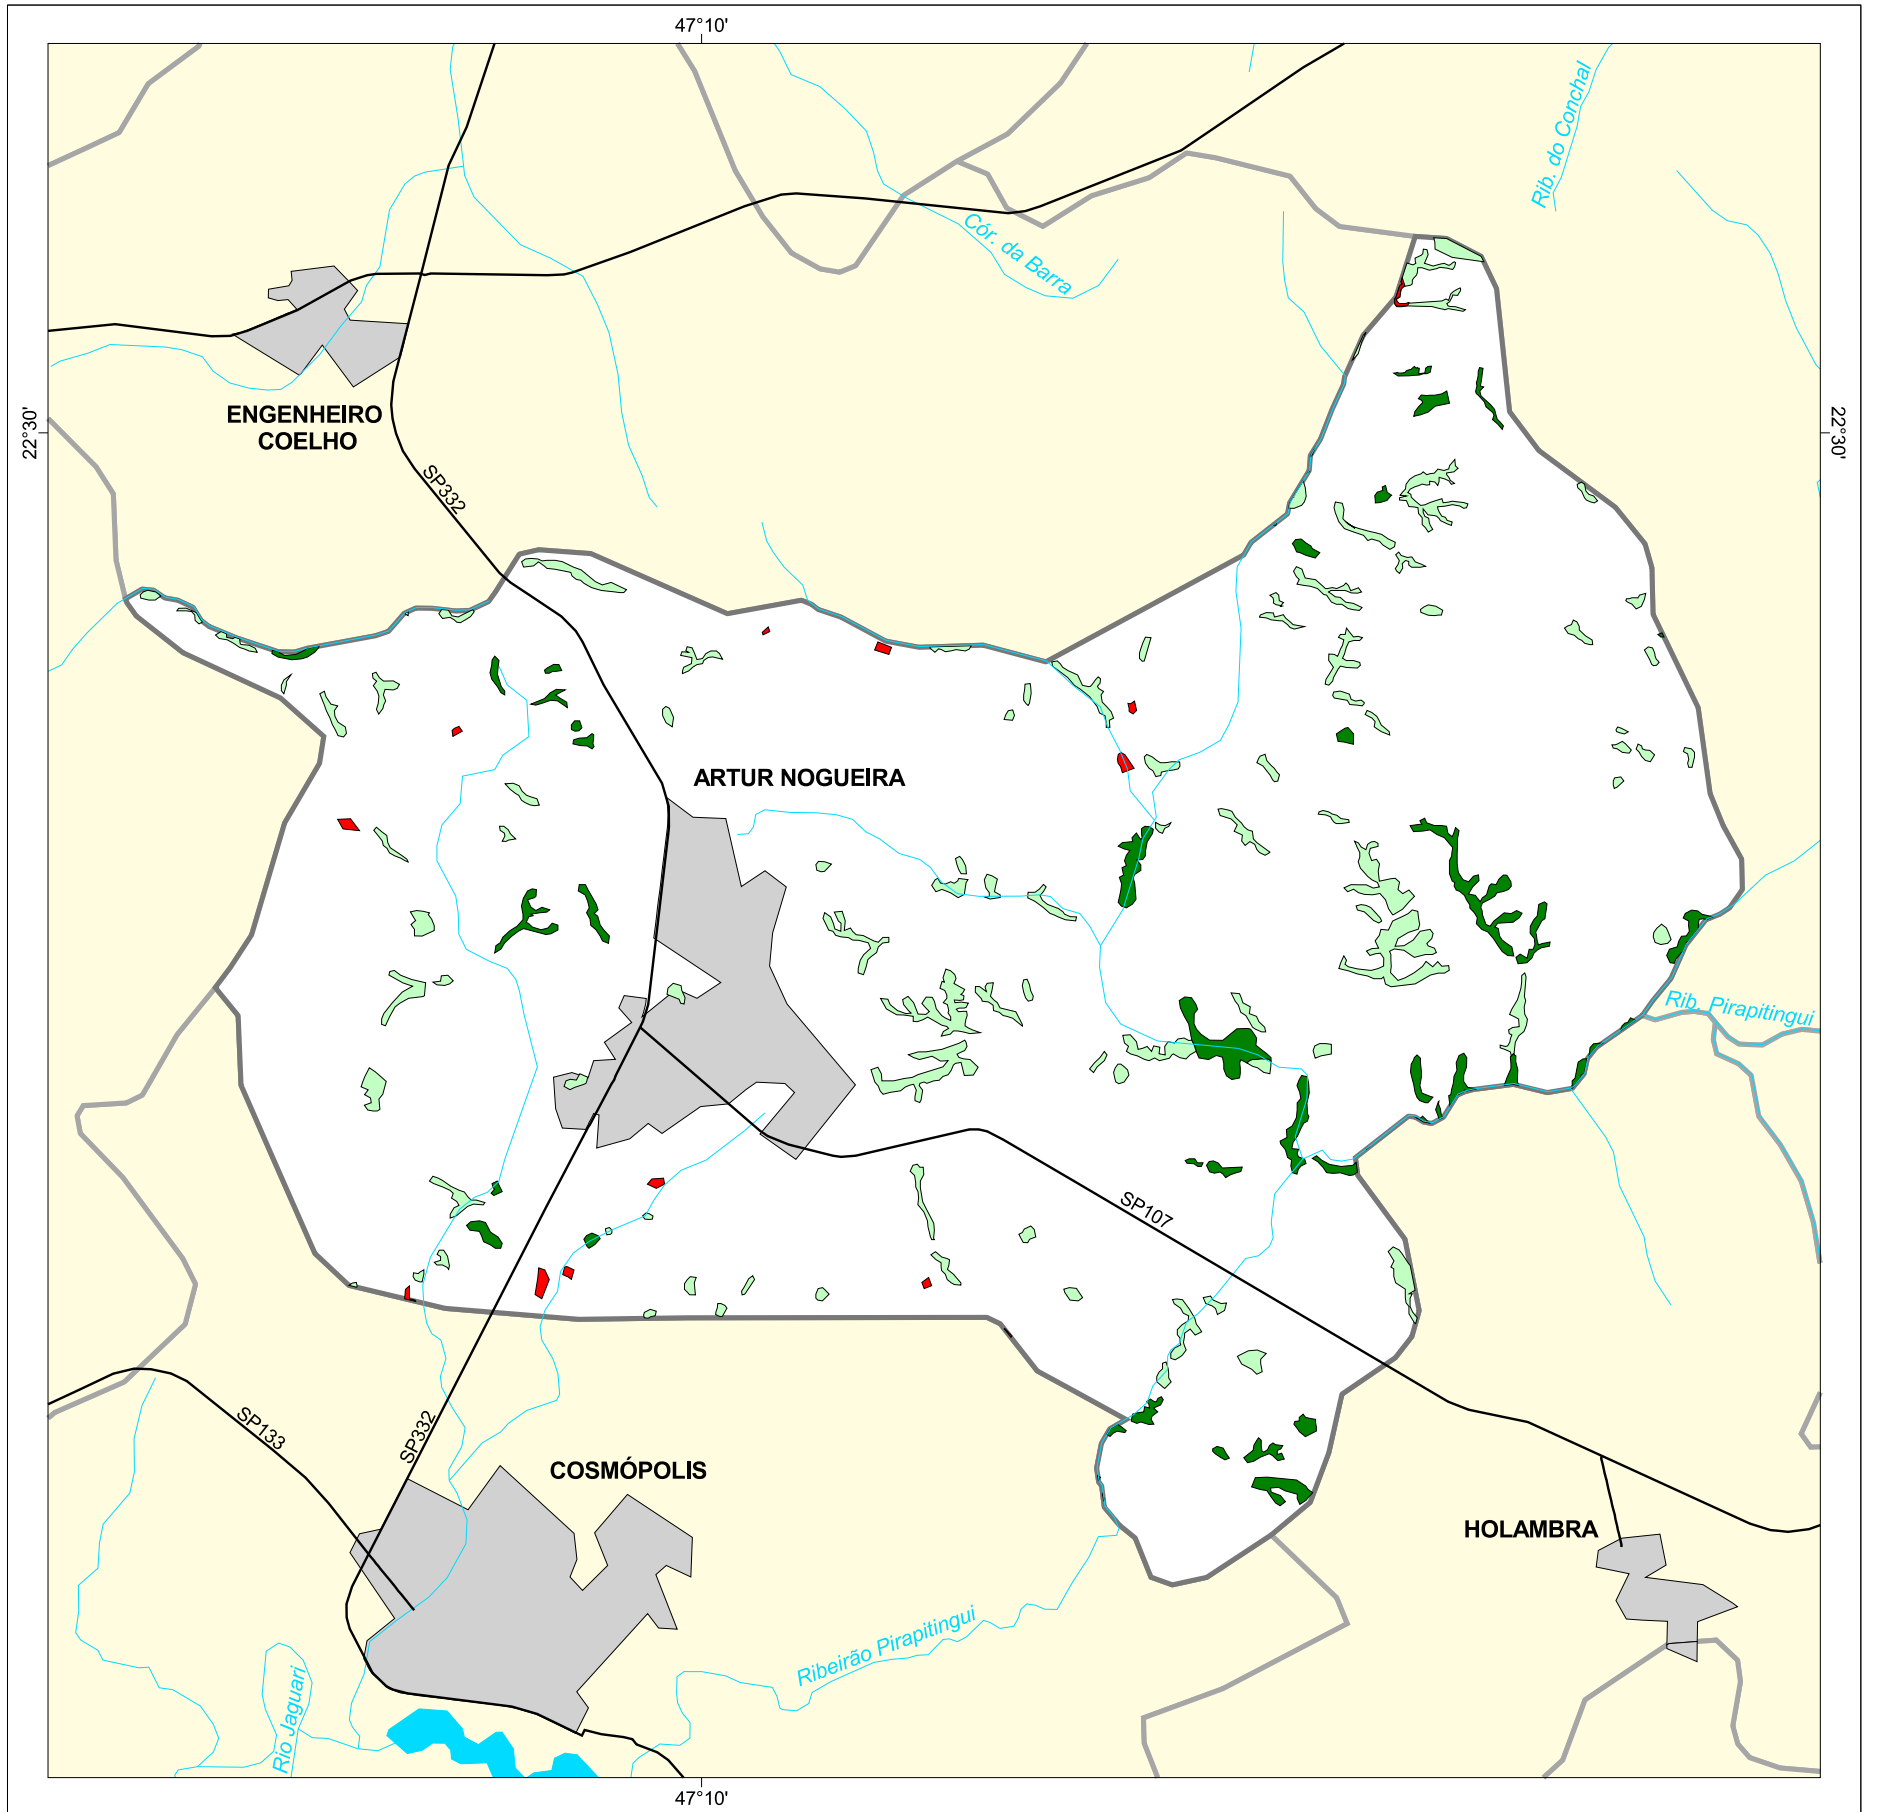 47°10'
Rib. do Conchal
Cór. da Barra
ENGENHEIRO
COELHO
22°30'
22°30'
SP332
ARTUR NOGUEIRA
Rib. Pirapitingui
SP107
SP133
SP332
COSMÓPOLIS
HOLAMBRA
Ribeirão Pirapitingui
Rio Jaguari
47°10'